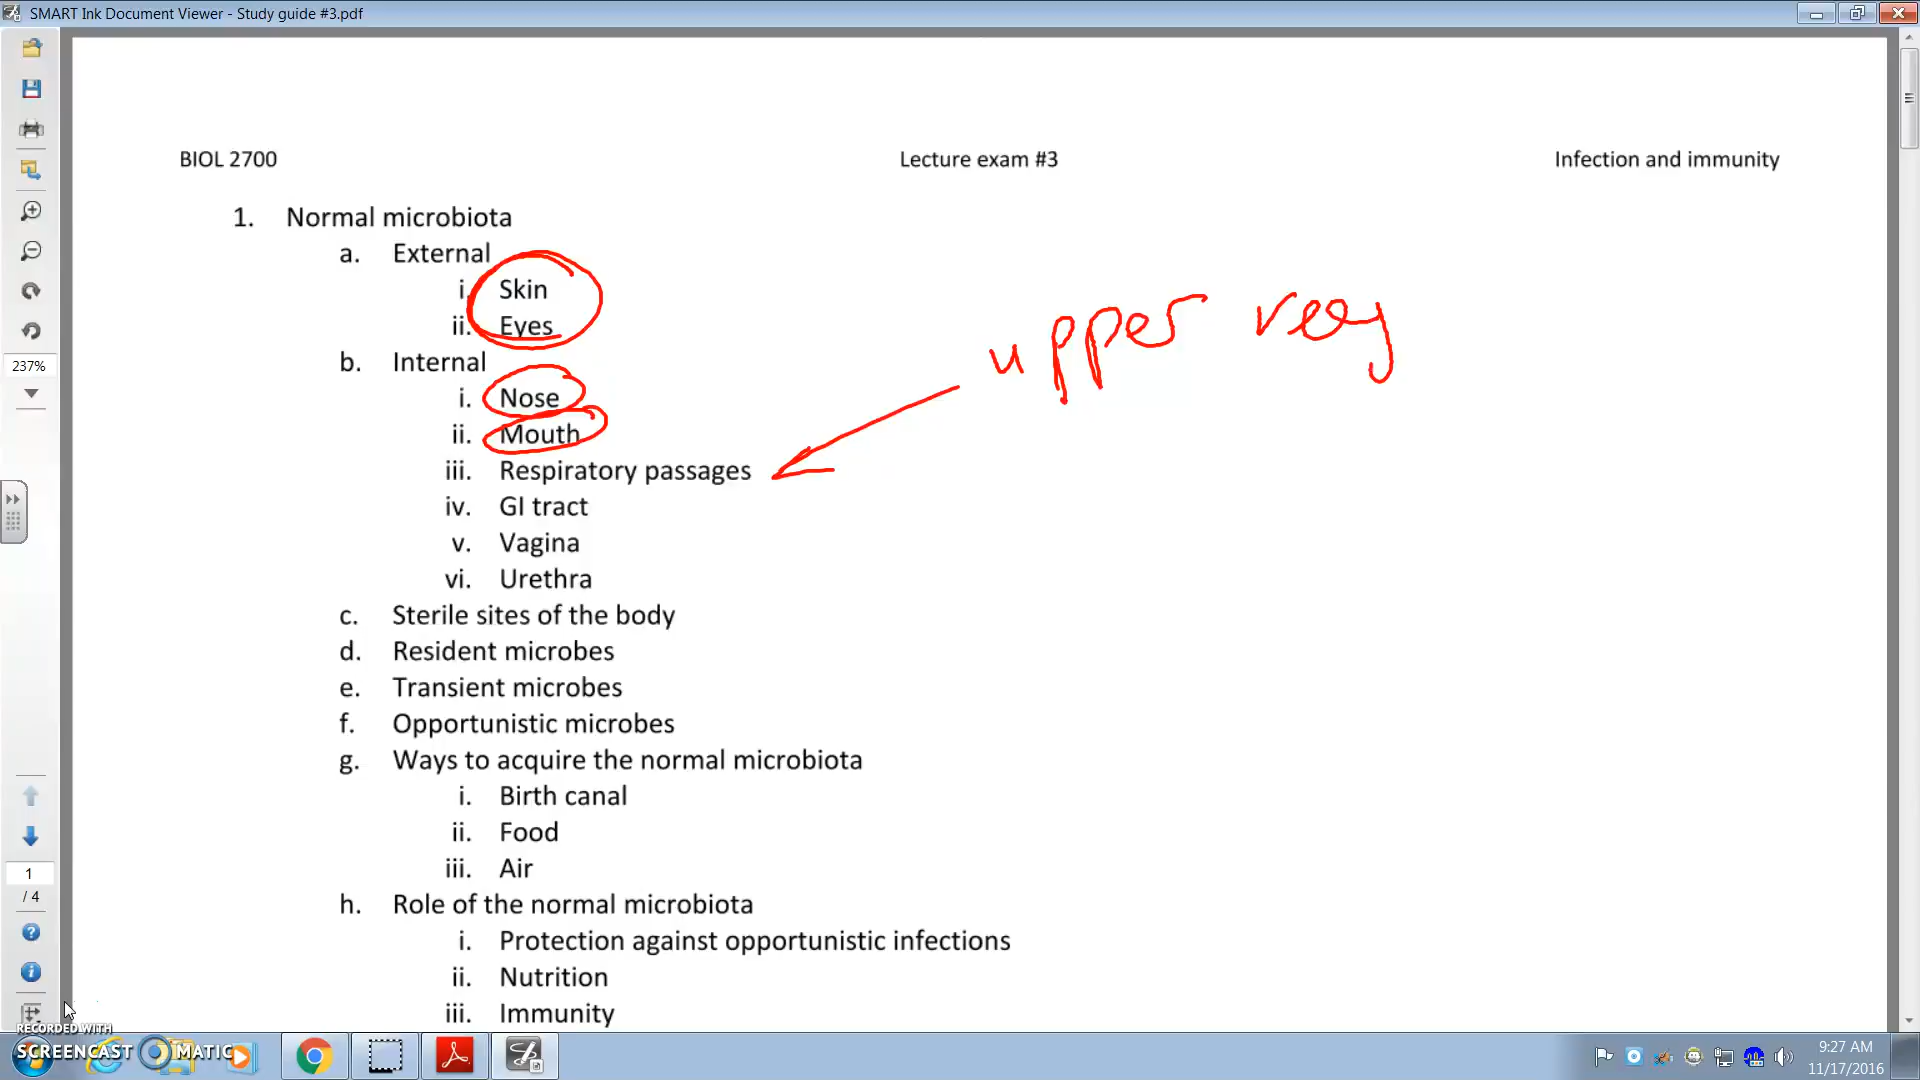 SMART Ink Document Viewer - Study guide #3.pdf
BIOL 2700 Lecture exam #3 Infection and immunity
1. Normal microbiota
a. External
i. Skin
ii. Eyes
upper
b. Internal
i. Nose
ii. Mouth
iii. Respiratory passages
iv. GI tract
v. Vagina
vi. Urethra
c. Sterile sites of the body
d. Resident microbes
e. Transient microbes
f. Opportunistic microbes
g. Ways to acquire the normal microbiota
i. Birth canal
ii. Food
iii. Air
h. Role of the normal microbiota
i. Protection against opportunistic infections
ii. Nutrition
iii. Immunity
237%
1
/ 4
RECORDED WITH
SCREENCAST MATIC
9:27 AM
11/17/2016